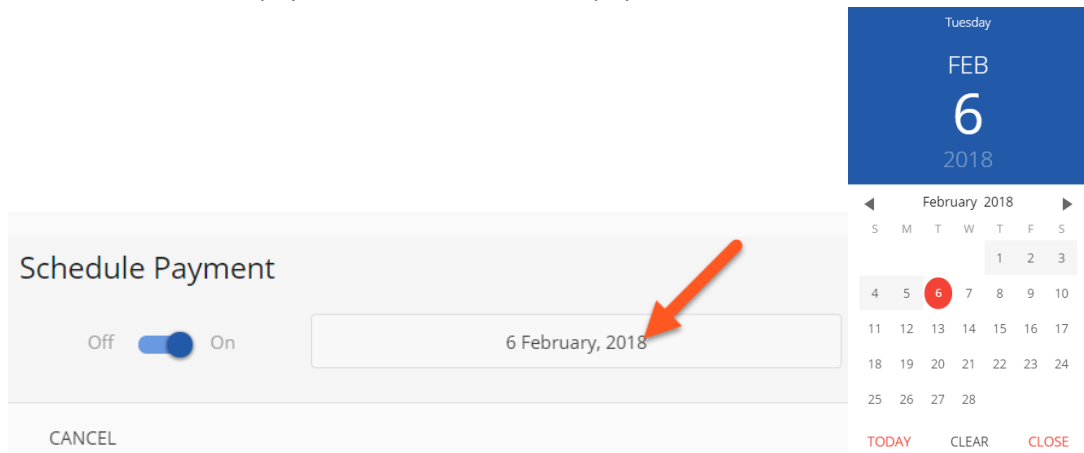 Schedule Payment
Off On
6 February, 2018
CANCEL
Tuesday
FEB
6
2018
February 2018
S M T W T F S
1 2 3
4 5 6 7 8 9 10
11 12 13 14 15 16 17
18 19 20 21 22 23 24
25 26 27 28
TODAY CLEAR CLOSE